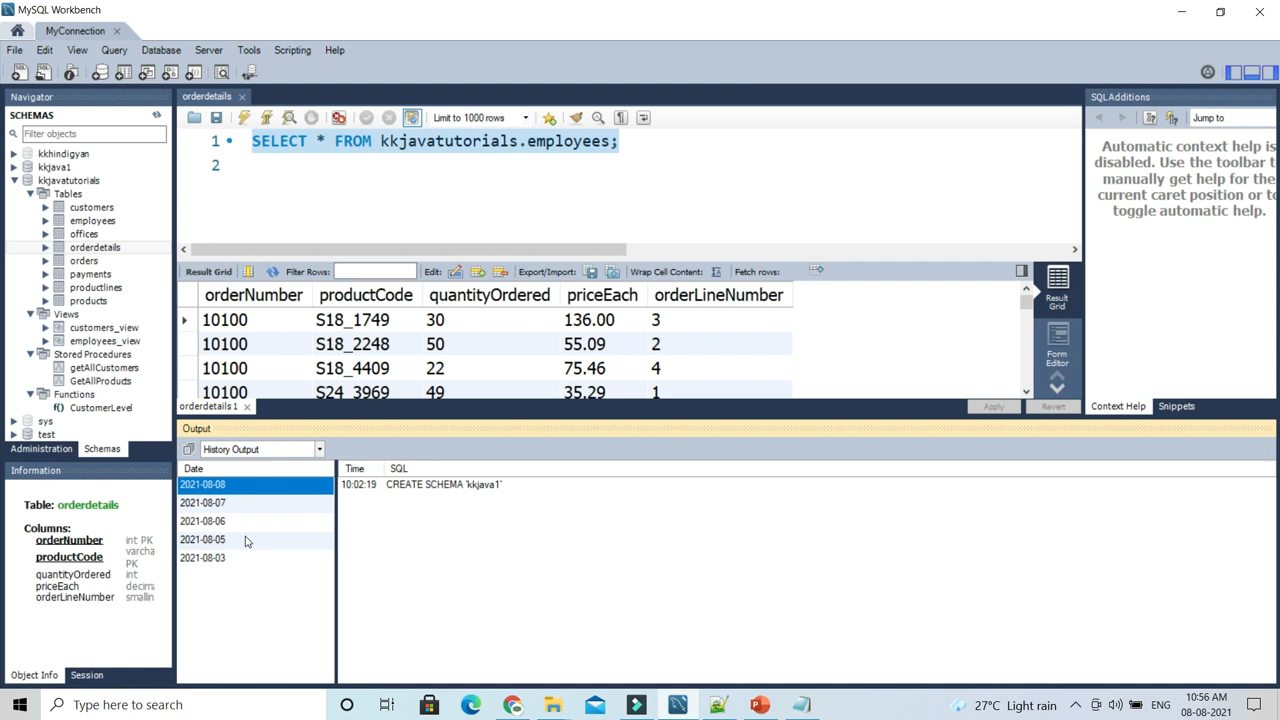 MySQL Workbench
MyConnection
File Edit View Query Database Server Tools Scripting Help
Navigator
SCHEMAS
Filter objects
kkhindigyan
kkjava1
kkjavatutorials
Tables
customers
employees
offices
orderdetails
orders
payments
productlines
products
Views
customers_view
employees_view
Stored Procedures
getAllCustomers
GetAllProducts
Functions
f() CustomerLevel
sys
test
Administration Schemas
Information
Table: orderdetails
Columns:
orderNumber int PK
productCode varcha
PK
quantityOrdered int
priceEach decim
orderLineNumber smallin
Object Info Session
orderdetails
Limit to 1000 rows
1 SELECT * FROM kkjavatutorials.employees;
2
Result Grid Filter Rows: Edit: Export/Import: Wrap Cell Content: Fetch rows:
orderNumber productCode quantityOrdered priceEach orderLineNumber
10100 S18_1749 30 136.00 3
10100 S18_2248 50 55.09 2
10100 S18_4409 22 75.46 4
10100 S24_3969 49 35.29 1
orderdetails1
Apply Revert
Result
Grid
Form
Editor
Output
History Output
Date Time SQL
2021-08-08 10:02:19 CREATE SCHEMA `kkjava1`
2021-08-07
2021-08-06
2021-08-05
2021-08-03
SQLAdditions
Jump to
Automatic context help is
disabled. Use the toolbar t
manually get help for the
current caret position or to
toggle automatic help.
Context Help Snippets
Type here to search
27°C Light rain
ENG
10:56 AM
08-08-2021